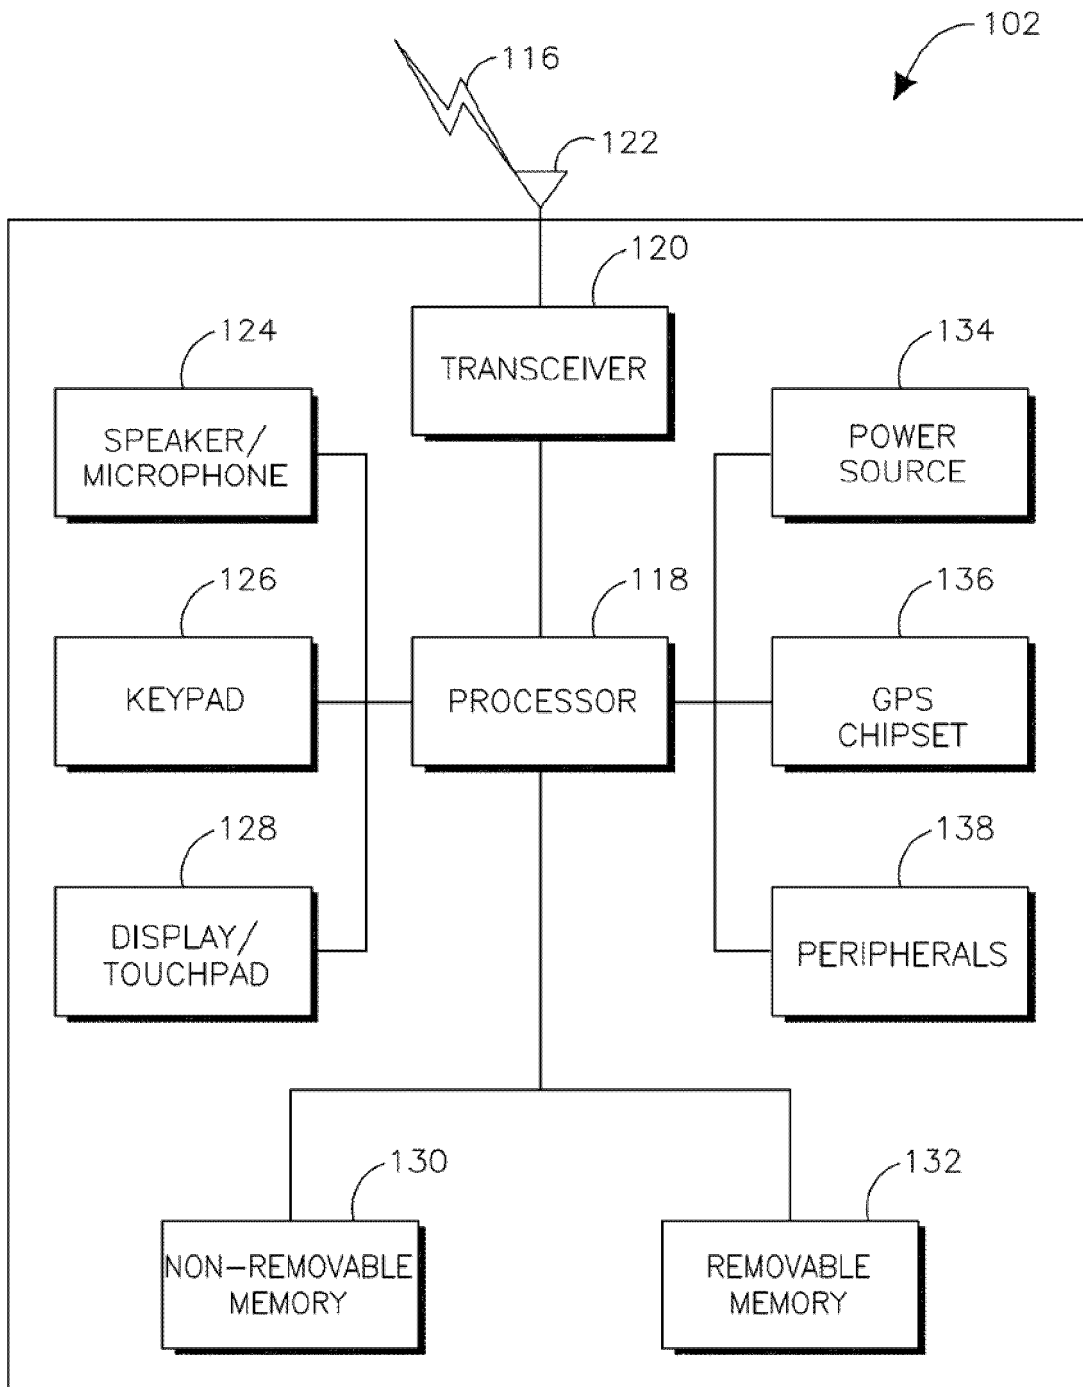 102
116
122
120
TRANSCEIVER
124
SPEAKER/
MICROPHONE
134
POWER
SOURCE
126
KEYPAD
118
PROCESSOR
136
GPS
CHIPSET
128
DISPLAY/
TOUCHPAD
138
PERIPHERALS
130
NON-REMOVABLE
MEMORY
132
REMOVABLE
MEMORY